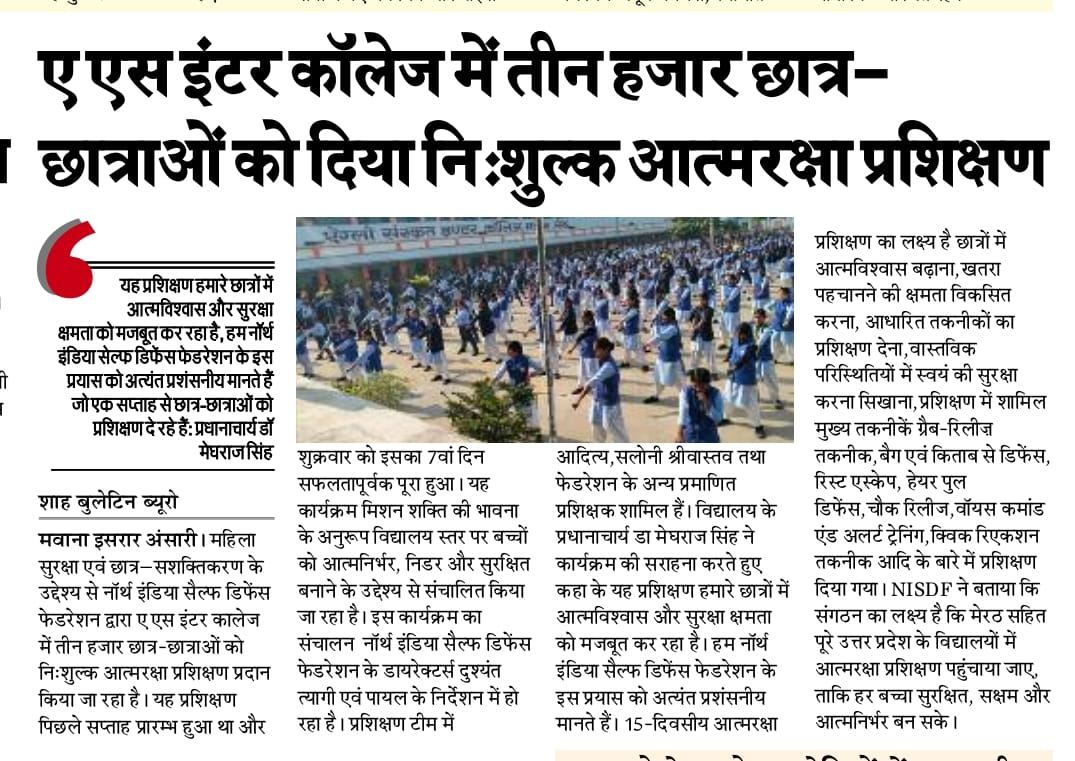 ए एस इंटर कॉलेज में तीन हजार छात्र–
छात्राओं को दिया निःशुल्क आत्मरक्षा प्रशिक्षण
यह प्रशिक्षण हमारे छात्रों में
आत्मविश्वास और सुरक्षा
क्षमता को मजबूत कर रहा है, हम नॉर्थ
इंडिया सेल्फ डिफेंस फेडरेशन के इस
प्रयास को अत्यंत प्रशंसनीय मानते हैं
जो एक सप्ताह से छात्र-छात्राओं को
प्रशिक्षण दे रहे हैं: प्रधानाचार्य डॉ
मेघराज सिंह
शाह बुलेटिन ब्यूरो
मवाना इसरार अंसारी। महिला
सुरक्षा एवं छात्र–सशक्तिकरण के
उद्देश्य से नॉर्थ इंडिया सैल्फ डिफेंस
फेडरेशन द्वारा ए एस इंटर कालेज
में तीन हजार छात्र-छात्राओं को
निःशुल्क आत्मरक्षा प्रशिक्षण प्रदान
किया जा रहा है। यह प्रशिक्षण
पिछले सप्ताह प्रारम्भ हुआ था और
शुक्रवार को इसका 7वां दिन
सफलतापूर्वक पूरा हुआ। यह
कार्यक्रम मिशन शक्ति की भावना
के अनुरूप विद्यालय स्तर पर बच्चों
को आत्मनिर्भर, निडर और सुरक्षित
बनाने के उद्देश्य से संचालित किया
जा रहा है। इस कार्यक्रम का
संचालन नॉर्थ इंडिया सैल्फ डिफेंस
फेडरेशन के डायरेक्टर्स दुश्यंत
त्यागी एवं पायल के निर्देशन में हो
रहा है। प्रशिक्षण टीम में
आदित्य,सलोनी श्रीवास्तव तथा
फेडरेशन के अन्य प्रमाणित
प्रशिक्षक शामिल हैं। विद्यालय के
प्रधानाचार्य डा मेघराज सिंह ने
कार्यक्रम की सराहना करते हुए
कहा के यह प्रशिक्षण हमारे छात्रों में
आत्मविश्वास और सुरक्षा क्षमता
को मजबूत कर रहा है। हम नॉर्थ
इंडिया सैल्फ डिफेंस फेडरेशन के
इस प्रयास को अत्यंत प्रशंसनीय
मानते हैं। 15-दिवसीय आत्मरक्षा
प्रशिक्षण का लक्ष्य है छात्रों में
आत्मविश्वास बढ़ाना,खतरा
पहचानने की क्षमता विकसित
करना, आधारित तकनीकों का
प्रशिक्षण देना,वास्तविक
परिस्थितियों में स्वयं की सुरक्षा
करना सिखाना,प्रशिक्षण में शामिल
मुख्य तकनीकें ग्रैब-रिलीज़
तकनीक,बैग एवं किताब से डिफेंस,
रिस्ट एस्केप, हेयर पुल
डिफेंस,चौक रिलीज,वॉयस कमांड
एंड अलर्ट ट्रेनिंग,क्विक रिएक्शन
तकनीक आदि के बारे में प्रशिक्षण
दिया गया। NISDF ने बताया कि
संगठन का लक्ष्य है कि मेरठ सहित
पूरे उत्तर प्रदेश के विद्यालयों में
आत्मरक्षा प्रशिक्षण पहुंचाया जाए,
ताकि हर बच्चा सुरक्षित, सक्षम और
आत्मनिर्भर बन सके।